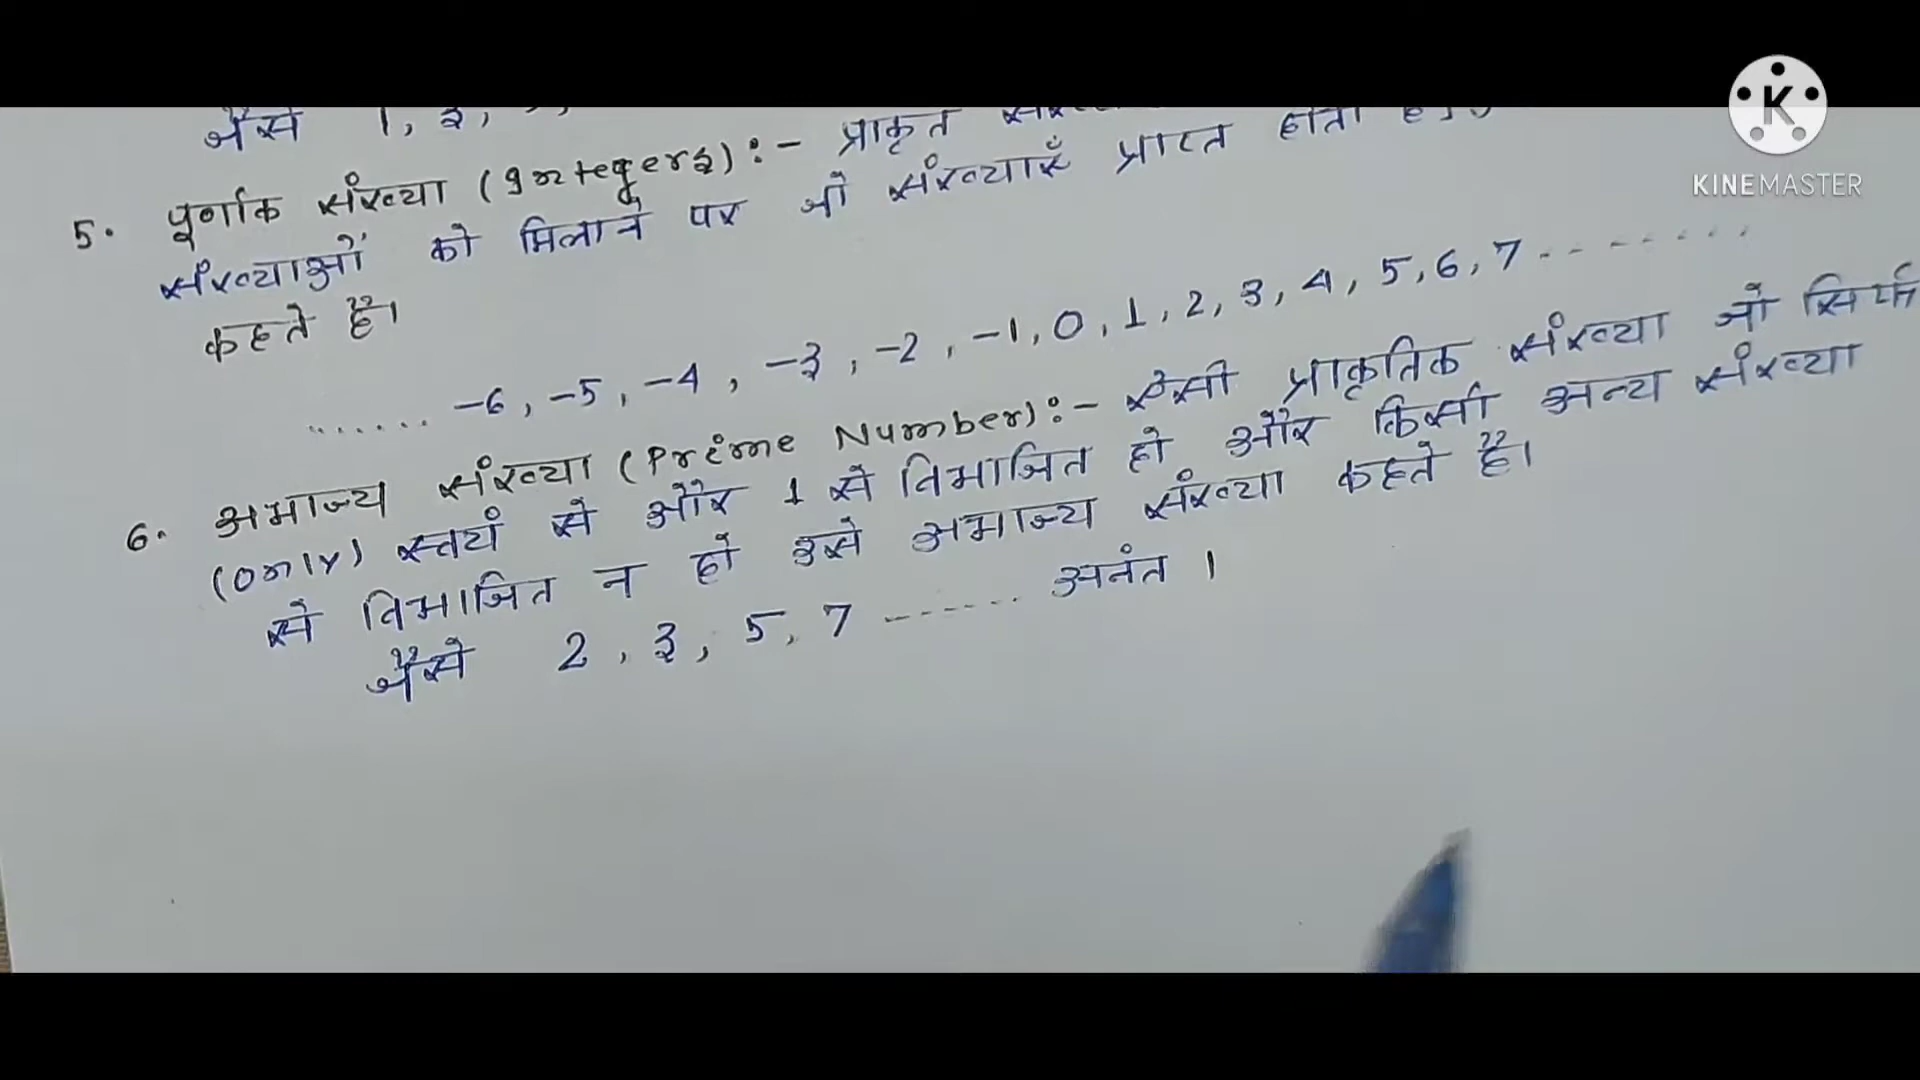 जैसे 1, 3,
5. पूर्णांक संख्या (Integers):- प्राकृत
संख्याओं को मिलाने पर जो संख्याएँ प्राप्त होता है।
कहते हैं।
....... -6, -5, -4, -3, -2, -1, 0, 1, 2, 3, 4, 5, 6, 7 --------
6. अभाज्य संख्या (Prime Number):- ऐसी प्राकृतिक संख्या जो सिर्फ
(only) स्वयं से और 1 से विभाजित हो और किसी अन्य संख्या
से विभाजित न हो उसे अभाज्य संख्या कहते हैं।
जैसे 2, 3, 5, 7 ------- अनंत ।
KINEMASTER